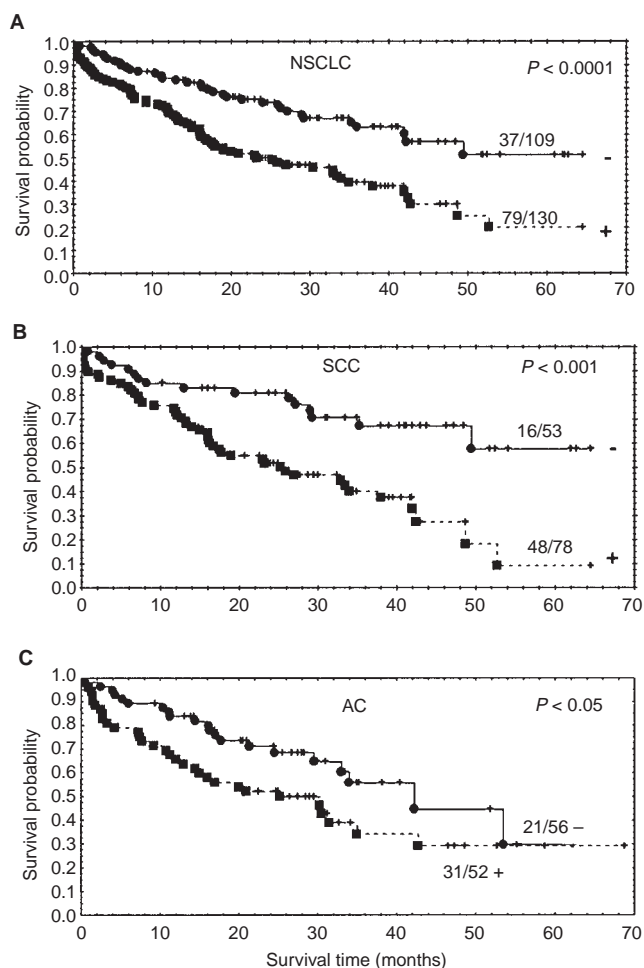 A
NSCLC
P < 0.0001
Survival probability
1.0
0.9
0.8
0.7
0.6
0.5
0.4
0.3
0.2
0.1
0.0
37/109
-
79/130
+
0 10 20 30 40 50 60 70
B
SCC
P < 0.001
Survival probability
1.0
0.9
0.8
0.7
0.6
0.5
0.4
0.3
0.2
0.1
0.0
16/53
-
48/78
+
0 10 20 30 40 50 60 70
C
AC
P < 0.05
Survival probability
1.0
0.9
0.8
0.7
0.6
0.5
0.4
0.3
0.2
0.1
0.0
21/56 –
31/52 +
0 10 20 30 40 50 60 70
Survival time (months)